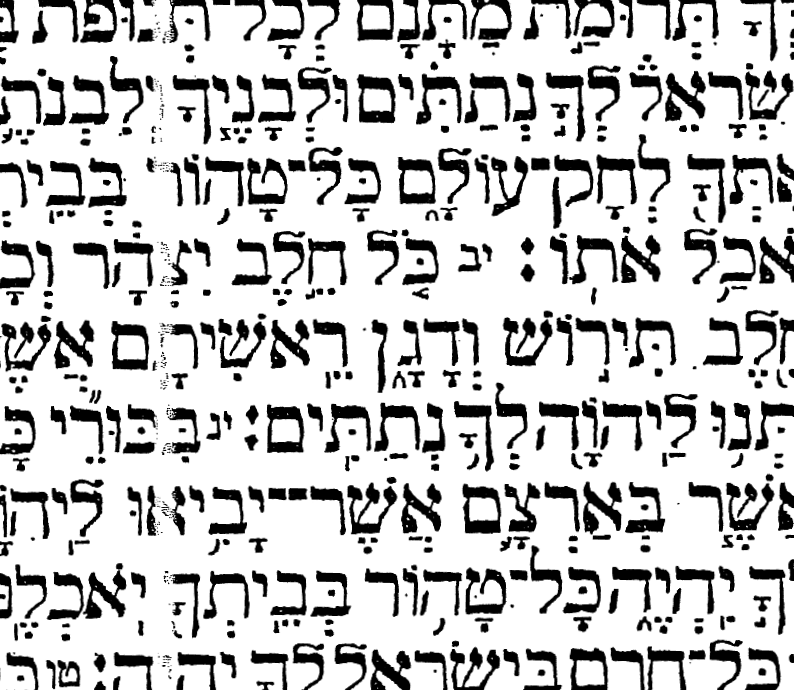 תְּרוּמַת מַתָּנָם לְכָל־תְּנוּפֹת
שְׂרָאֵל לְךָ נְתַתִּים וּלְבָנֶיךָ וְלִבְנֹת
אִתְּךָ לְחָק־עוֹלָם כָּל־טָהוֹר בְּבֵית
אכַל אֹתוֹ׃ יב כֹּל חֵלֶב יִצְהָר וְכָ
חֵלֶב תִּירוֹשׁ וְדָגָן רֵאשִׁיתָם אֲשֶׁ
תְּנוּ לַיהוָה לְךָ נְתַתִּים׃ יג בִּכּוּרֵי כָּ
אֲשֶׁר בְּאַרְצָם אֲשֶׁר־יָבִיאוּ לַיהו
ךָ יִהְיֶה כָּל־טָהוֹר בְּבֵיתְךָ יֹאכְלֶנּ
כָּל־חֵרֶם בְּיִשְׂרָאֵל לְךָ יִהְיֶה׃ טו